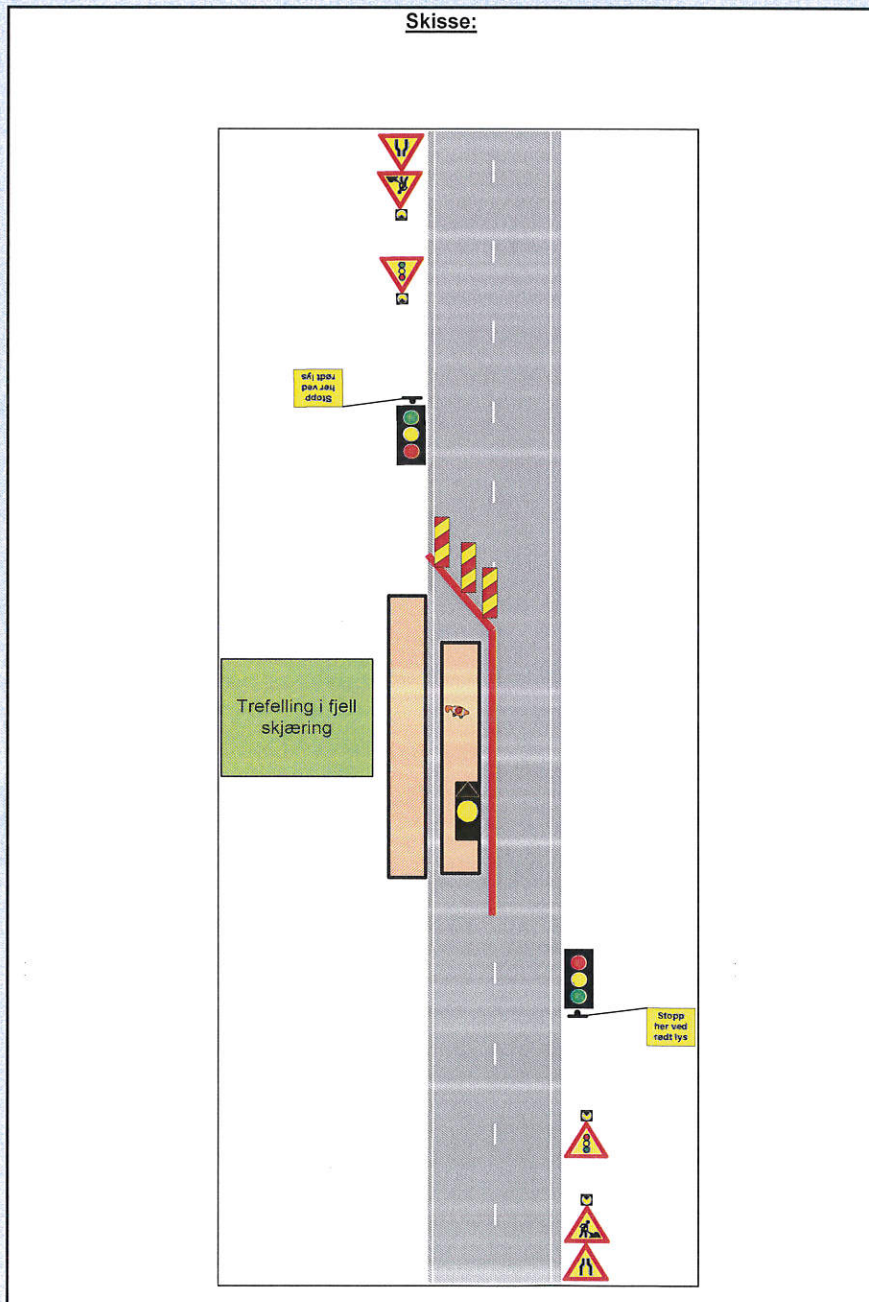 Skisse:
Stopp
her ved
rødt lys
Trefelling i fjell
skjæring
Stopp
her ved
rødt lys